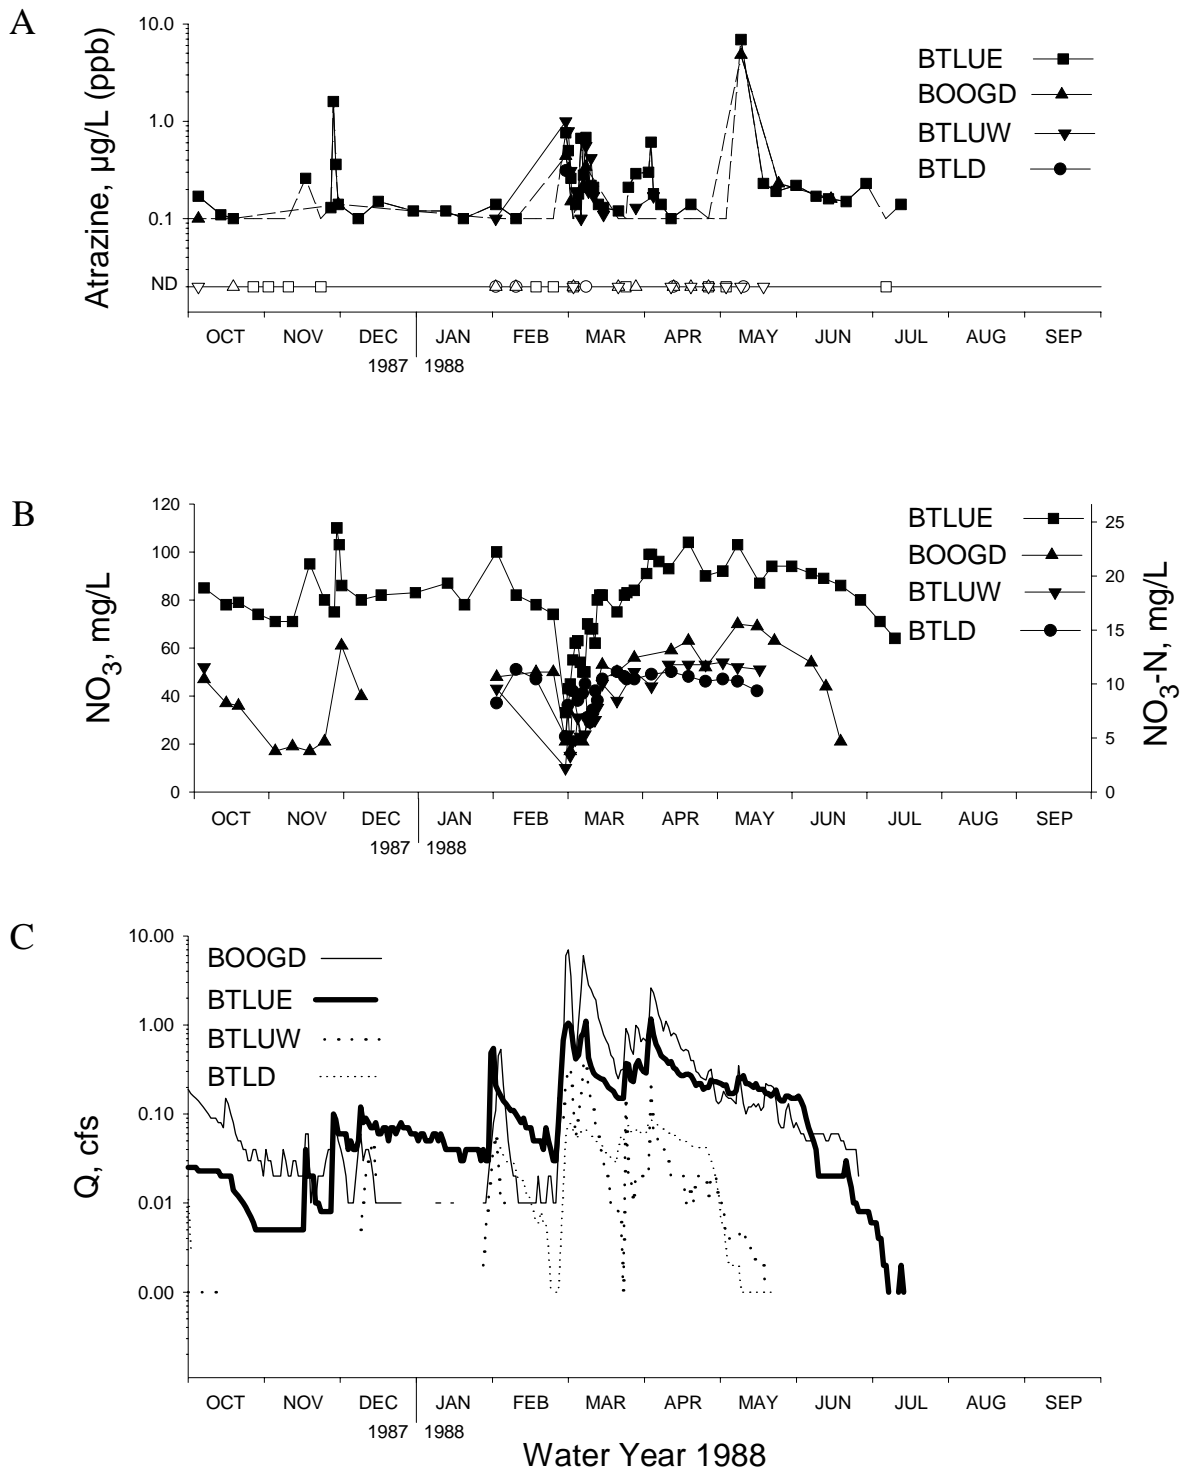 A
Atrazine, µg/L (ppb)
10.0
1.0
0.1
ND
BTLUE
BOOGD
BTLUW
BTLD
OCT NOV DEC JAN FEB MAR APR MAY JUN JUL AUG SEP
1987 1988
B
NO3, mg/L
120
100
80
60
40
20
0
BTLUE
BOOGD
BTLUW
BTLD
25
20
15
10
5
0
NO3-N, mg/L
OCT NOV DEC JAN FEB MAR APR MAY JUN JUL AUG SEP
1987 1988
C
Q, cfs
10.00
1.00
0.10
0.01
0.00
BOOGD
BTLUE
BTLUW
BTLD
OCT NOV DEC JAN FEB MAR APR MAY JUN JUL AUG SEP
1987 1988
Water Year 1988